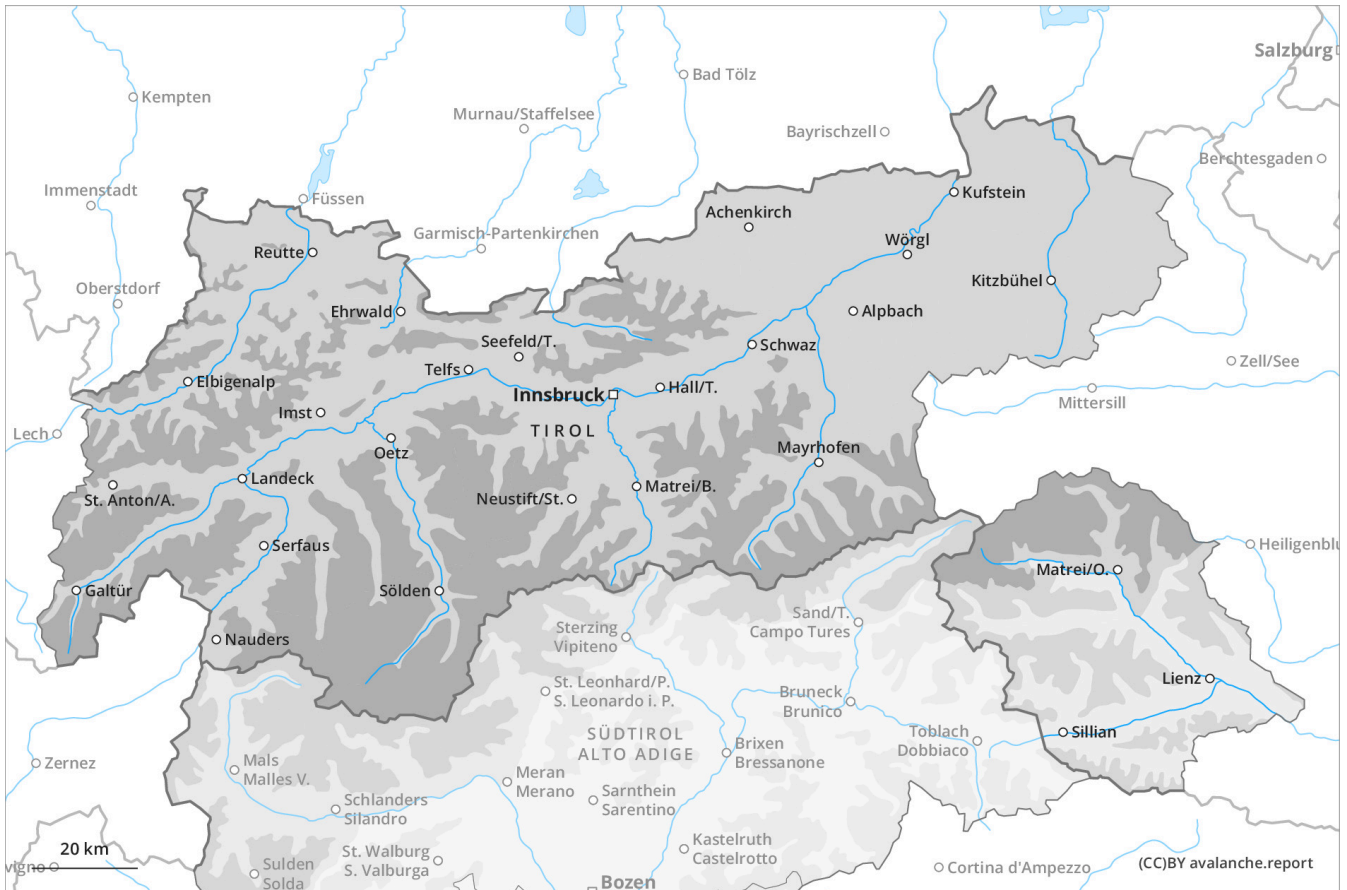 Salzburg
Bad Tölz
Kempten
Murnau/Staffelsee
Bayrischzell
Berchtesgaden
Immenstadt
Füssen
Kufstein
Achenkirch
Garmisch-Partenkirchen
Wörgl
Reutte
Kitzbühel
Oberstdorf
Ehrwald
Alpbach
Seefeld/T.
Schwaz
Zell/See
Telfs
Elbigenalp
Hall/T.
Innsbruck
Mittersill
Imst
TIROL
Lech
Oetz
Mayrhofen
Landeck
St. Anton/A.
Neustift/St.
Matrei/B.
Serfaus
Heiligenblu
Matrei/O.
Galtür
Sölden
Sand/T.
Campo Tures
Nauders
Sterzing
Vipiteno
Lienz
St. Leonhard/P.
S. Leonardo i. P.
Bruneck
Brunico
SÜDTIROL
ALTO ADIGE
Toblach
Dobbiaco
Sillian
Brixen
Bressanone
Zernez
Mals
Malles V.
Meran
Merano
Sarnthein
Sarentino
Schlanders
Silandro
Kastelruth
Castelrotto
20 km
St. Walburg
S. Valburga
vigno
Sulden
Solda
Cortina d'Ampezzo
(CC)BY avalanche.report
Bozen